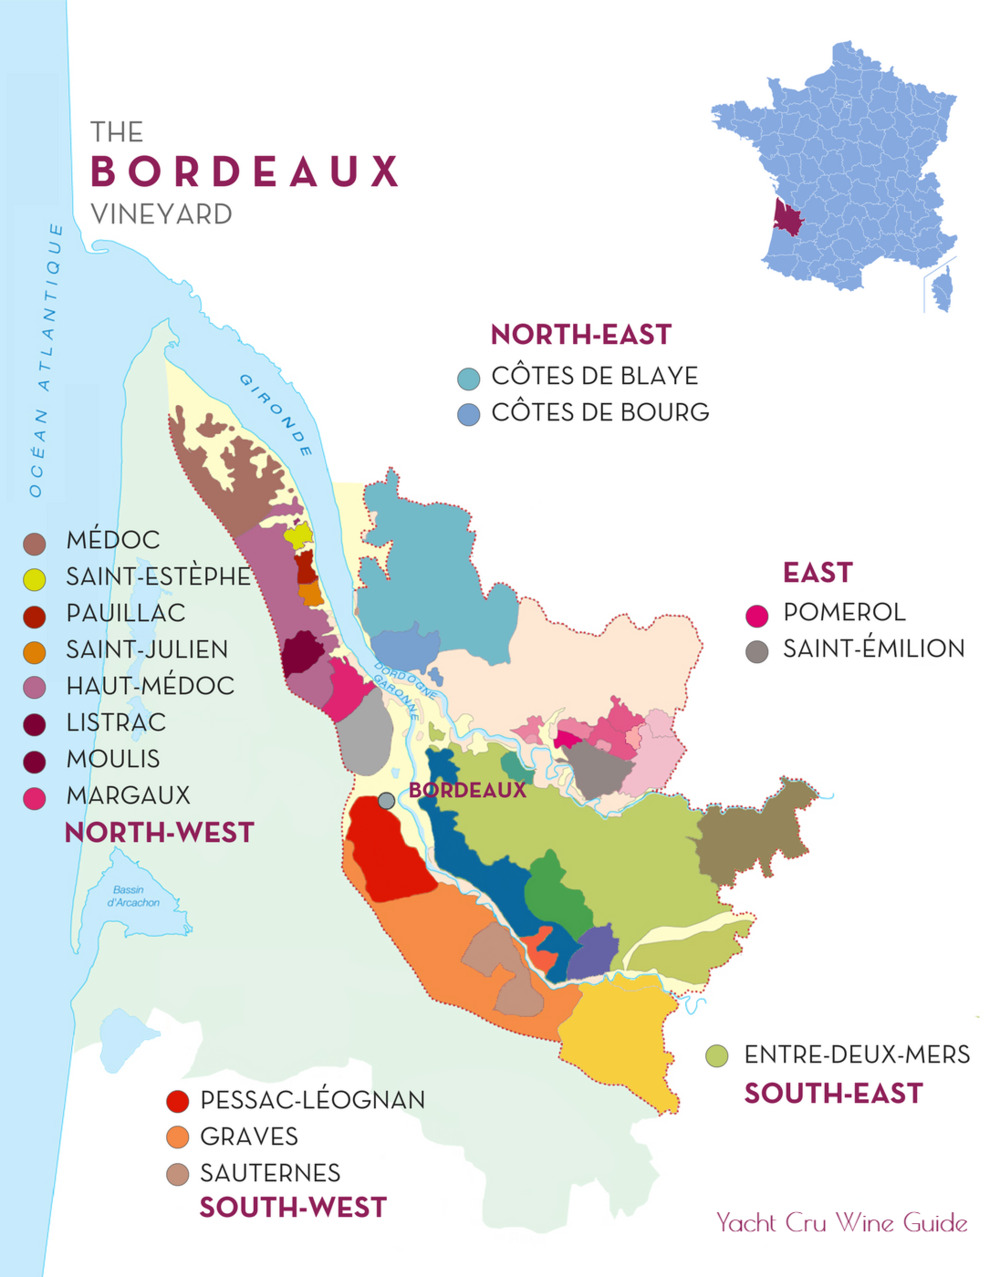 THE
BORDEAUX
VINEYARD
OCÉAN ATLANTIQUE
GIRONDE
NORTH-EAST
CÔTES DE BLAYE
CÔTES DE BOURG
MÉDOC
SAINT-ESTÈPHE
PAUILLAC
SAINT-JULIEN
HAUT-MÉDOC
LISTRAC
MOULIS
MARGAUX
NORTH-WEST
EAST
POMEROL
SAINT-ÉMILION
DORDOGNE
GARONNE
BORDEAUX
Bassin
d'Arcachon
ENTRE-DEUX-MERS
SOUTH-EAST
PESSAC-LÉOGNAN
GRAVES
SAUTERNES
SOUTH-WEST
Yacht Cru Wine Guide